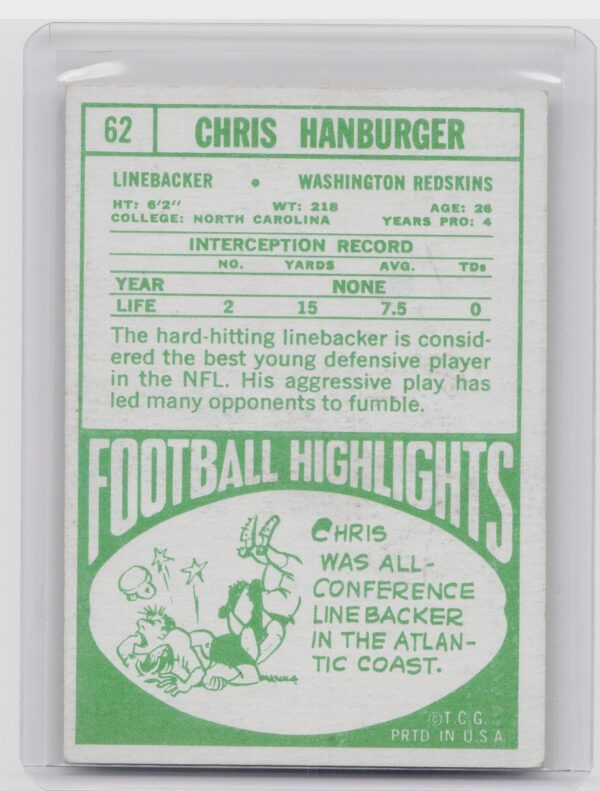 62 CHRIS HANBURGER
LINEBACKER • WASHINGTON REDSKINS
HT: 6'2" WT: 218 AGE: 26
COLLEGE: NORTH CAROLINA YEARS PRO: 4
INTERCEPTION RECORD
NO. YARDS AVG. TDs
YEAR NONE
LIFE 2 15 7.5 0
The hard-hitting linebacker is consid-
ered the best young defensive player
in the NFL. His aggressive play has
led many opponents to fumble.
FOOTBALL HIGHLIGHTS
CHRIS
WAS ALL-
CONFERENCE
LINEBACKER
IN THE ATLAN-
TIC COAST.
©T.C.G.
PRTD IN U.S.A.